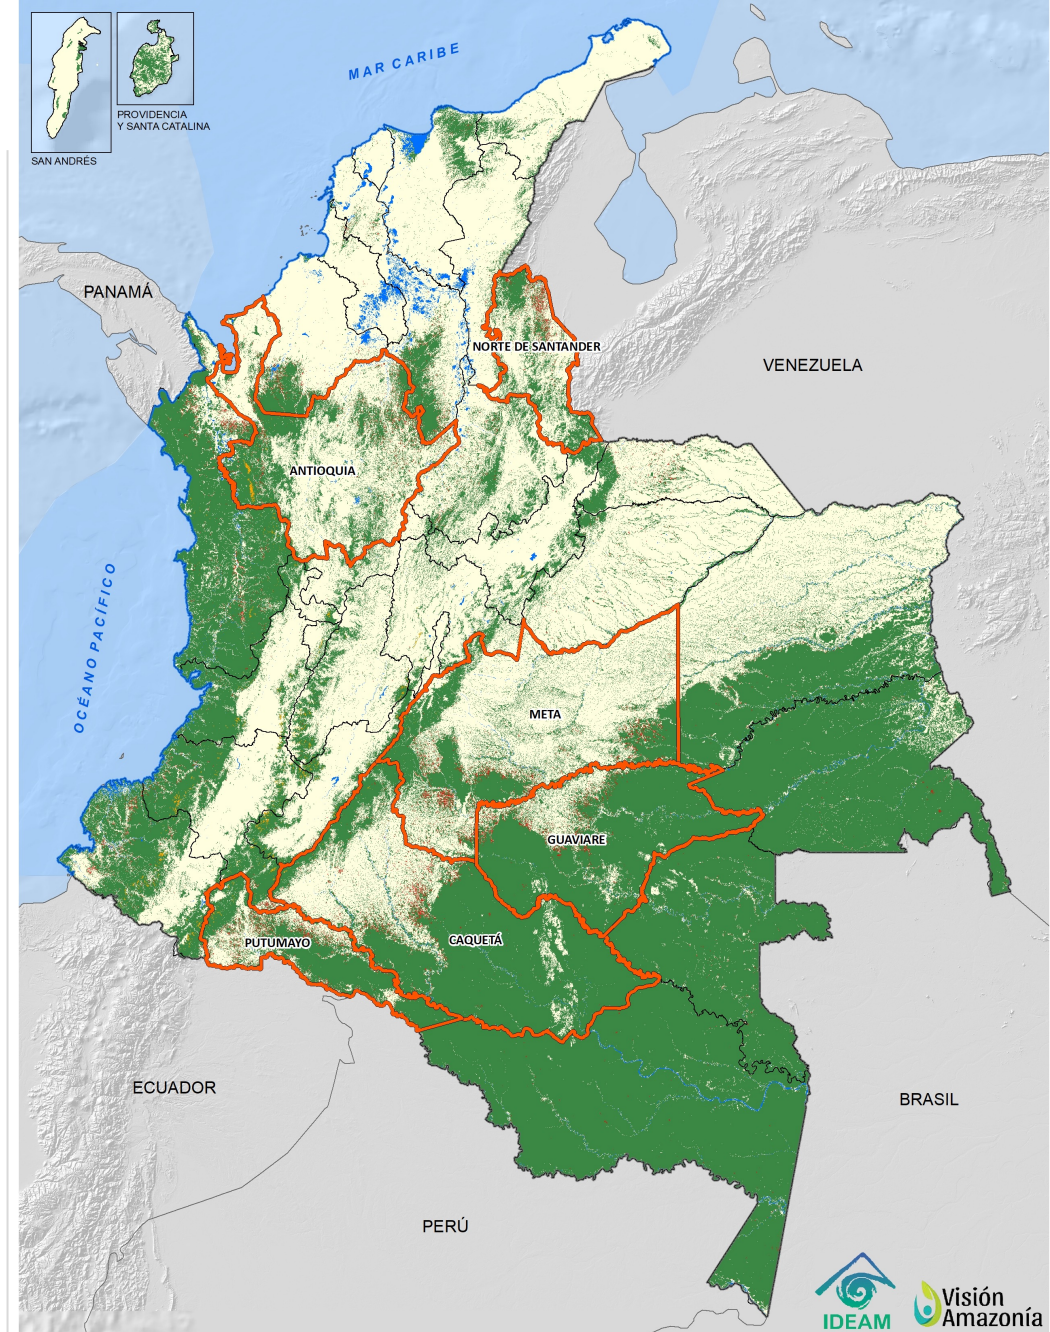 MAR CARIBE
PROVIDENCIA
Y SANTA CATALINA
SAN ANDRÉS
PANAMÁ
NORTE DE SANTANDER
VENEZUELA
ANTIOQUIA
OCÉANO PACÍFICO
META
GUAVIARE
CAQUETÁ
PUTUMAYO
ECUADOR
BRASIL
PERÚ
IDEAM
Visión
Amazonía